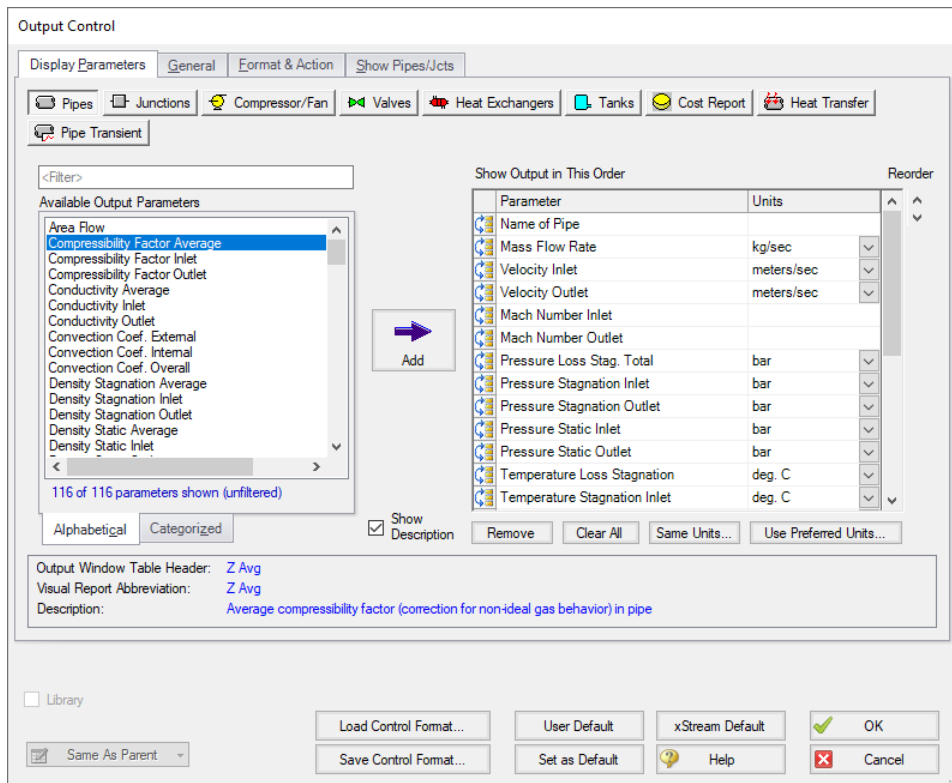 Output Control
Display Parameters General Format & Action Show Pipes/Jcts
Pipes Junctions Compressor/Fan Valves Heat Exchangers Tanks Cost Report Heat Transfer
Pipe Transient
<Filter>
Available Output Parameters
Area Flow
Compressibility Factor Average
Compressibility Factor Inlet
Compressibility Factor Outlet
Conductivity Average
Conductivity Inlet
Conductivity Outlet
Convection Coef. External
Convection Coef. Internal
Convection Coef. Overall
Density Stagnation Average
Density Stagnation Inlet
Density Stagnation Outlet
Density Static Average
Density Static Inlet
116 of 116 parameters shown (unfiltered)
Alphabetical Categorized
Add
Show
Description
Show Output in This Order Reorder
Parameter Units
Name of Pipe
Mass Flow Rate kg/sec
Velocity Inlet meters/sec
Velocity Outlet meters/sec
Mach Number Inlet
Mach Number Outlet
Pressure Loss Stag. Total bar
Pressure Stagnation Inlet bar
Pressure Stagnation Outlet bar
Pressure Static Inlet bar
Pressure Static Outlet bar
Temperature Loss Stagnation deg. C
Temperature Stagnation Inlet deg. C
Remove Clear All Same Units... Use Preferred Units...
Output Window Table Header: Z Avg
Visual Report Abbreviation: Z Avg
Description: Average compressibility factor (correction for non-ideal gas behavior) in pipe
Library
Load Control Format... User Default xStream Default OK
Same As Parent Save Control Format... Set as Default Help Cancel